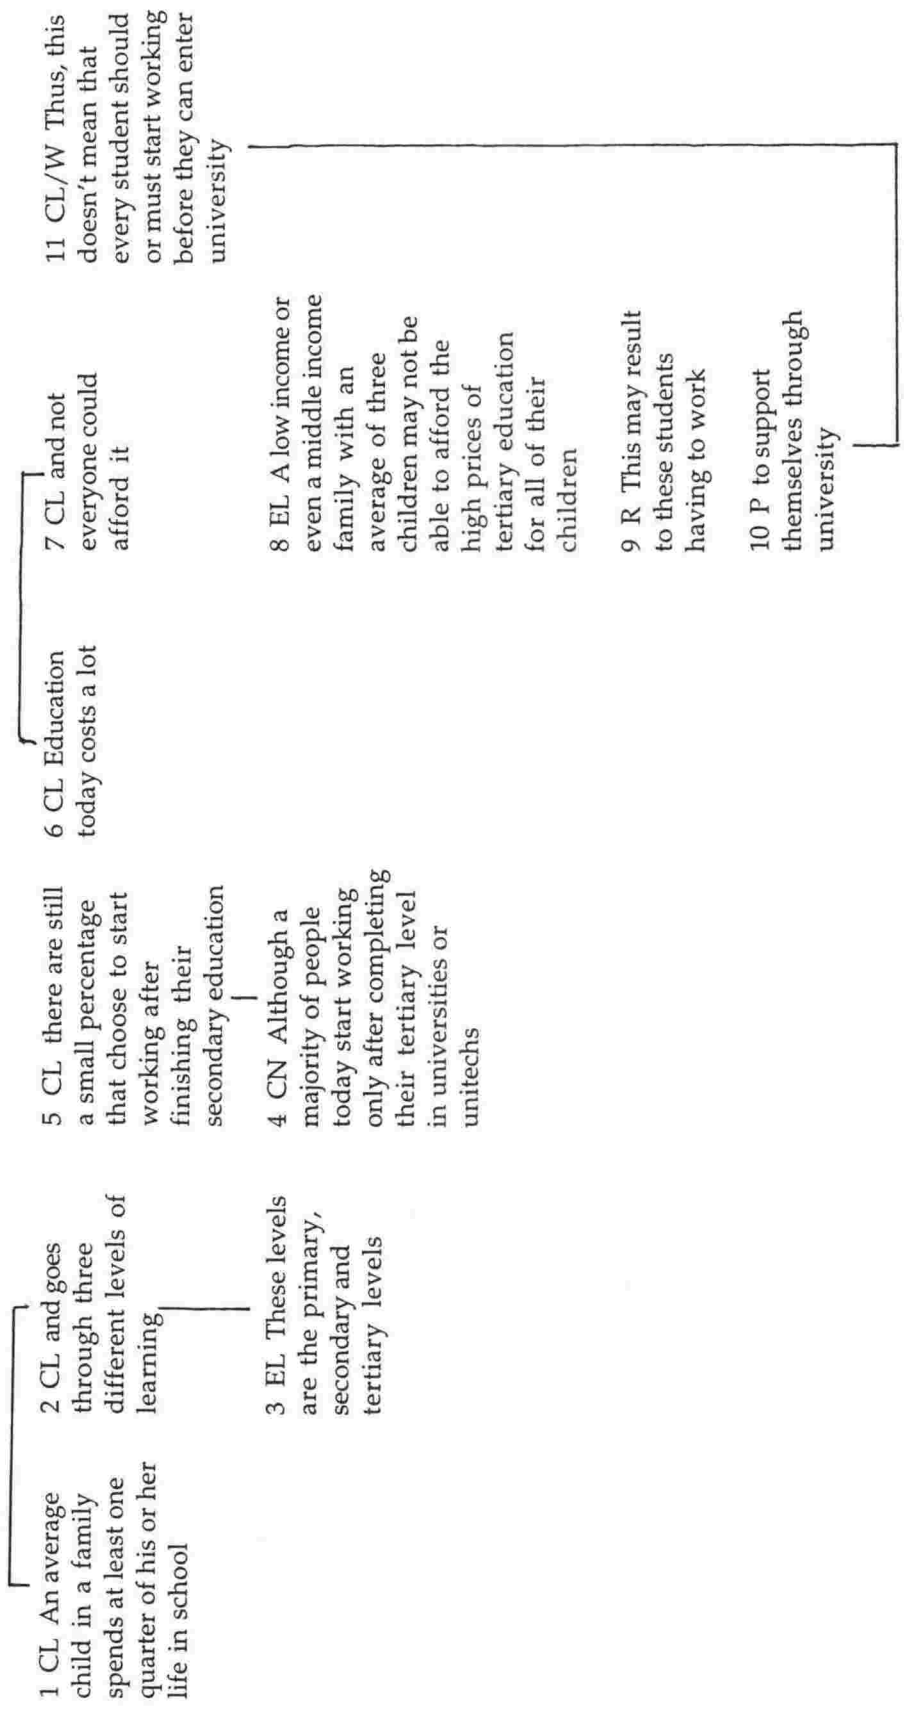 1 CL An average
child in a family
spends at least one
quarter of his or her
life in school
2 CL and goes
through three
different levels of
learning
3 EL These levels
are the primary,
secondary and
tertiary levels
5 CL there are still
a small percentage
that choose to start
working after
finishing their
secondary education
4 CN Although a
majority of people
today start working
only after completing
their tertiary level
in universities or
unitechs
6 CL Education
today costs a lot
7 CL and not
everyone could
afford it
8 EL A low income or
even a middle income
family with an
average of three
children may not be
able to afford the
high prices of
tertiary education
for all of their
children
9 R This may result
to these students
having to work
10 P to support
themselves through
university
11 CL/W Thus, this
doesn't mean that
every student should
or must start working
before they can enter
university